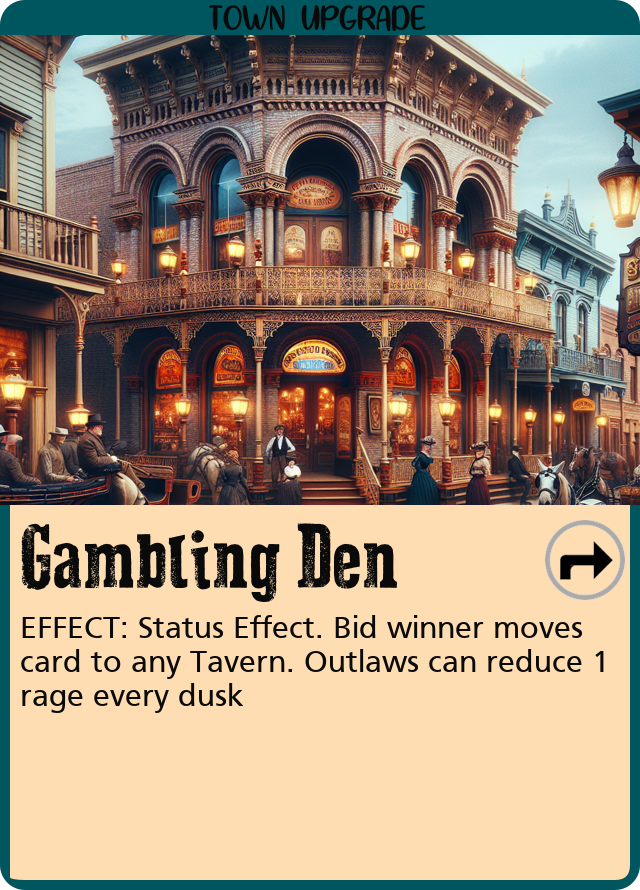 TOWN UPGRADE
Gambling Den
EFFECT: Status Effect. Bid winner moves
card to any Tavern. Outlaws can reduce 1
rage every dusk